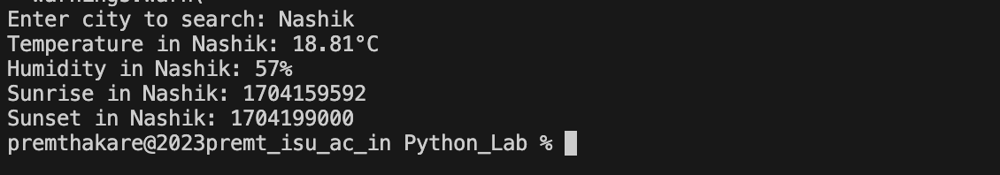 Enter city to search: Nashik
Temperature in Nashik: 18.81°C
Humidity in Nashik: 57%
Sunrise in Nashik: 1704159592
Sunset in Nashik: 1704199000
premthakare@2023premt_isu_ac_in Python_Lab %